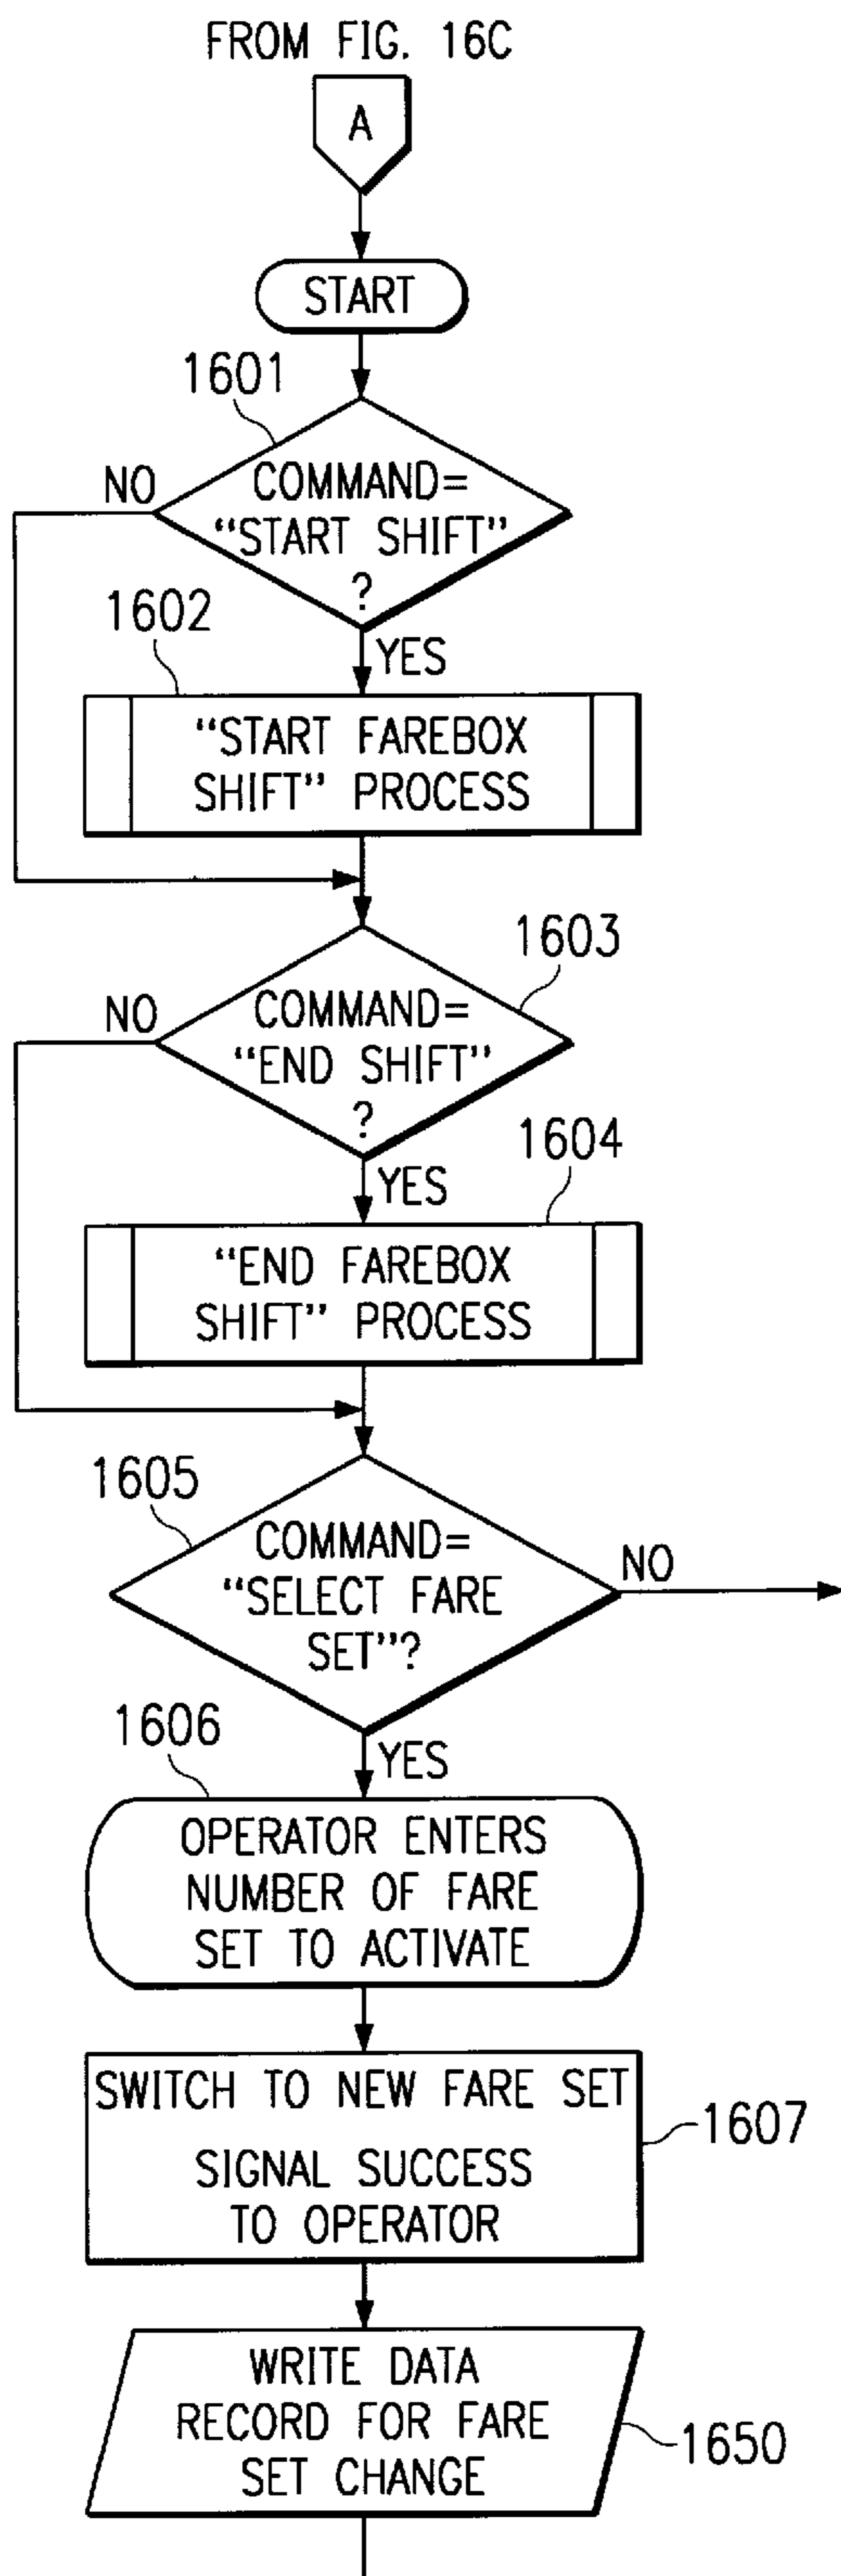 FROM FIG. 16C
A
START
1601
NO
COMMAND=
“START SHIFT”
?
1602
YES
“START FAREBOX
SHIFT” PROCESS
1603
NO
COMMAND=
“END SHIFT”
?
1604
YES
“END FAREBOX
SHIFT” PROCESS
1605
COMMAND=
“SELECT FARE
SET”?
NO
1606
YES
OPERATOR ENTERS
NUMBER OF FARE
SET TO ACTIVATE
SWITCH TO NEW FARE SET
1607
SIGNAL SUCCESS
TO OPERATOR
WRITE DATA
RECORD FOR FARE
SET CHANGE
1650